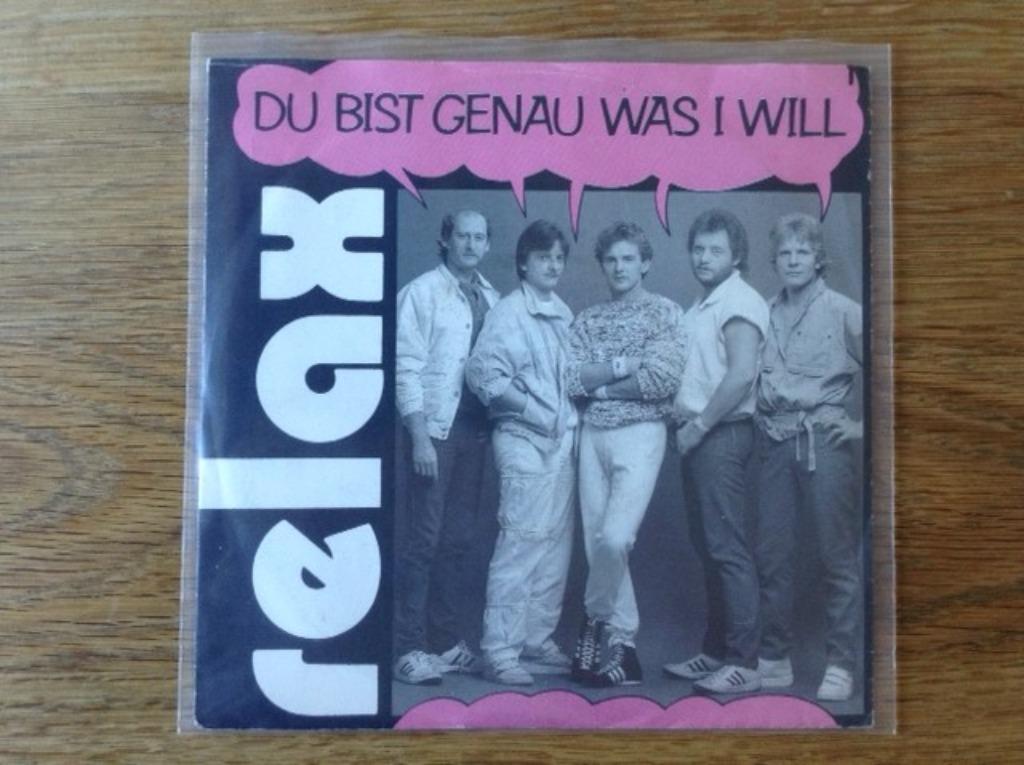 DU BIST GENAU WAS I WILL
relax